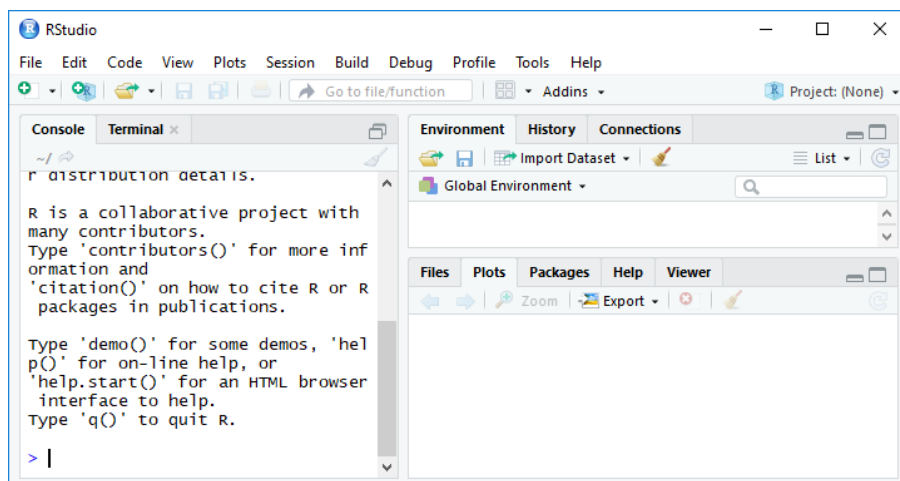 RStudio
File Edit Code View Plots Session Build Debug Profile Tools Help
Go to file/function Addins Project: (None)
Console Terminal
~/
r distribution details.

R is a collaborative project with
many contributors.
Type 'contributors()' for more inf
ormation and
'citation()' on how to cite R or R
 packages in publications.

Type 'demo()' for some demos, 'hel
p()' for on-line help, or
'help.start()' for an HTML browser
 interface to help.
Type 'q()' to quit R.

>
Environment History Connections
Import Dataset List
Global Environment
Files Plots Packages Help Viewer
Zoom Export